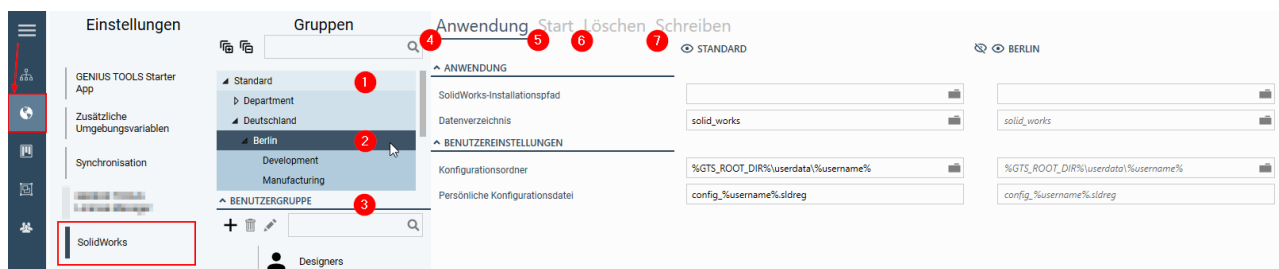 Einstellungen
GENIUS TOOLS Starter
App
Zusätzliche
Umgebungsvariablen
Synchronisation
SolidWorks
Gruppen
Standard
1
Department
Deutschland
Berlin
2
Development
Manufacturing
BENUTZERGRUPPE
3
Designers
Anwendung Start Löschen Schreiben
4
5
6
7
STANDARD
BERLIN
ANWENDUNG
SolidWorks-Installationspfad
Datenverzeichnis
solid_works
solid_works
BENUTZEREINSTELLUNGEN
Konfigurationsordner
%GTS_ROOT_DIR%\userdata\%username%
%GTS_ROOT_DIR%\userdata\%username%
Persönliche Konfigurationsdatei
config_%username%.sldreg
config_%username%.sldreg